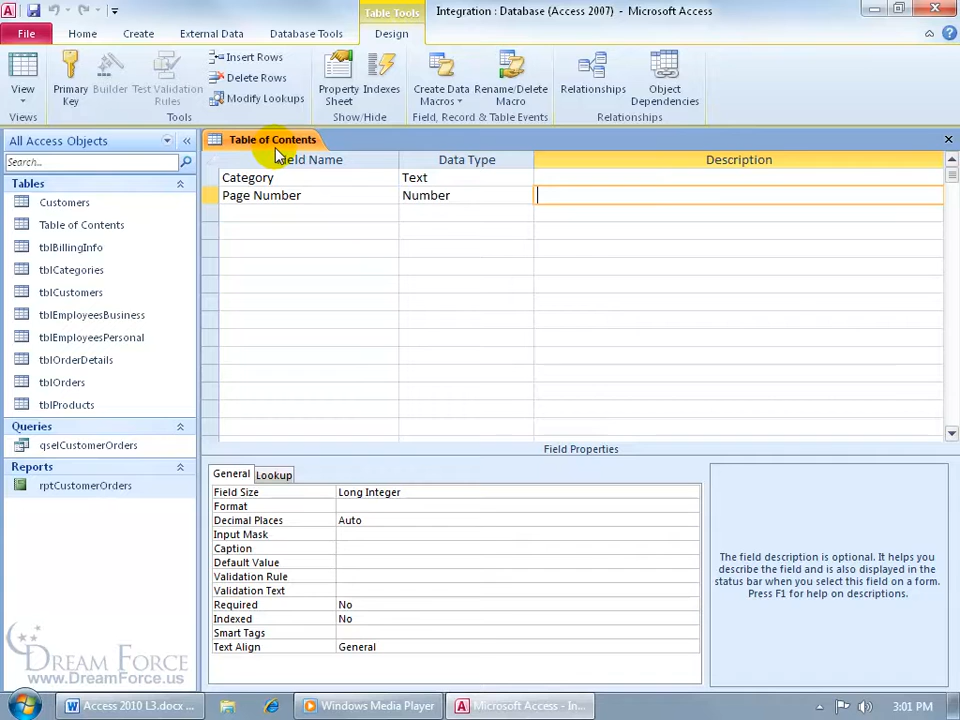 Table Tools
Integration : Database (Access 2007) - Microsoft Access
File
Home
Create
External Data
Database Tools
Design
View
Primary Key
Builder
Test Validation Rules
Insert Rows
Delete Rows
Modify Lookups
Property Sheet
Indexes
Create Data Macros
Rename/Delete Macro
Relationships
Object Dependencies
Views
Tools
Show/Hide
Field, Record & Table Events
Relationships
All Access Objects
Search...
Tables
Customers
Table of Contents
tblBillingInfo
tblCategories
tblCustomers
tblEmployeesBusiness
tblEmployeesPersonal
tblOrderDetails
tblOrders
tblProducts
Queries
qselCustomerOrders
Reports
rptCustomerOrders
Table of Contents
Field Name Data Type Description
Category Text
Page Number Number
Field Properties
General Lookup
Field Size Long Integer
Format
Decimal Places Auto
Input Mask
Caption
Default Value
Validation Rule
Validation Text
Required No
Indexed No
Smart Tags
Text Align General
The field description is optional. It helps you
describe the field and is also displayed in the
status bar when you select this field on a form.
Press F1 for help on descriptions.
DREAM FORCE
www.DreamForce.us
Access 2010 L3.docx ...
Windows Media Player
Microsoft Access - In...
3:01 PM